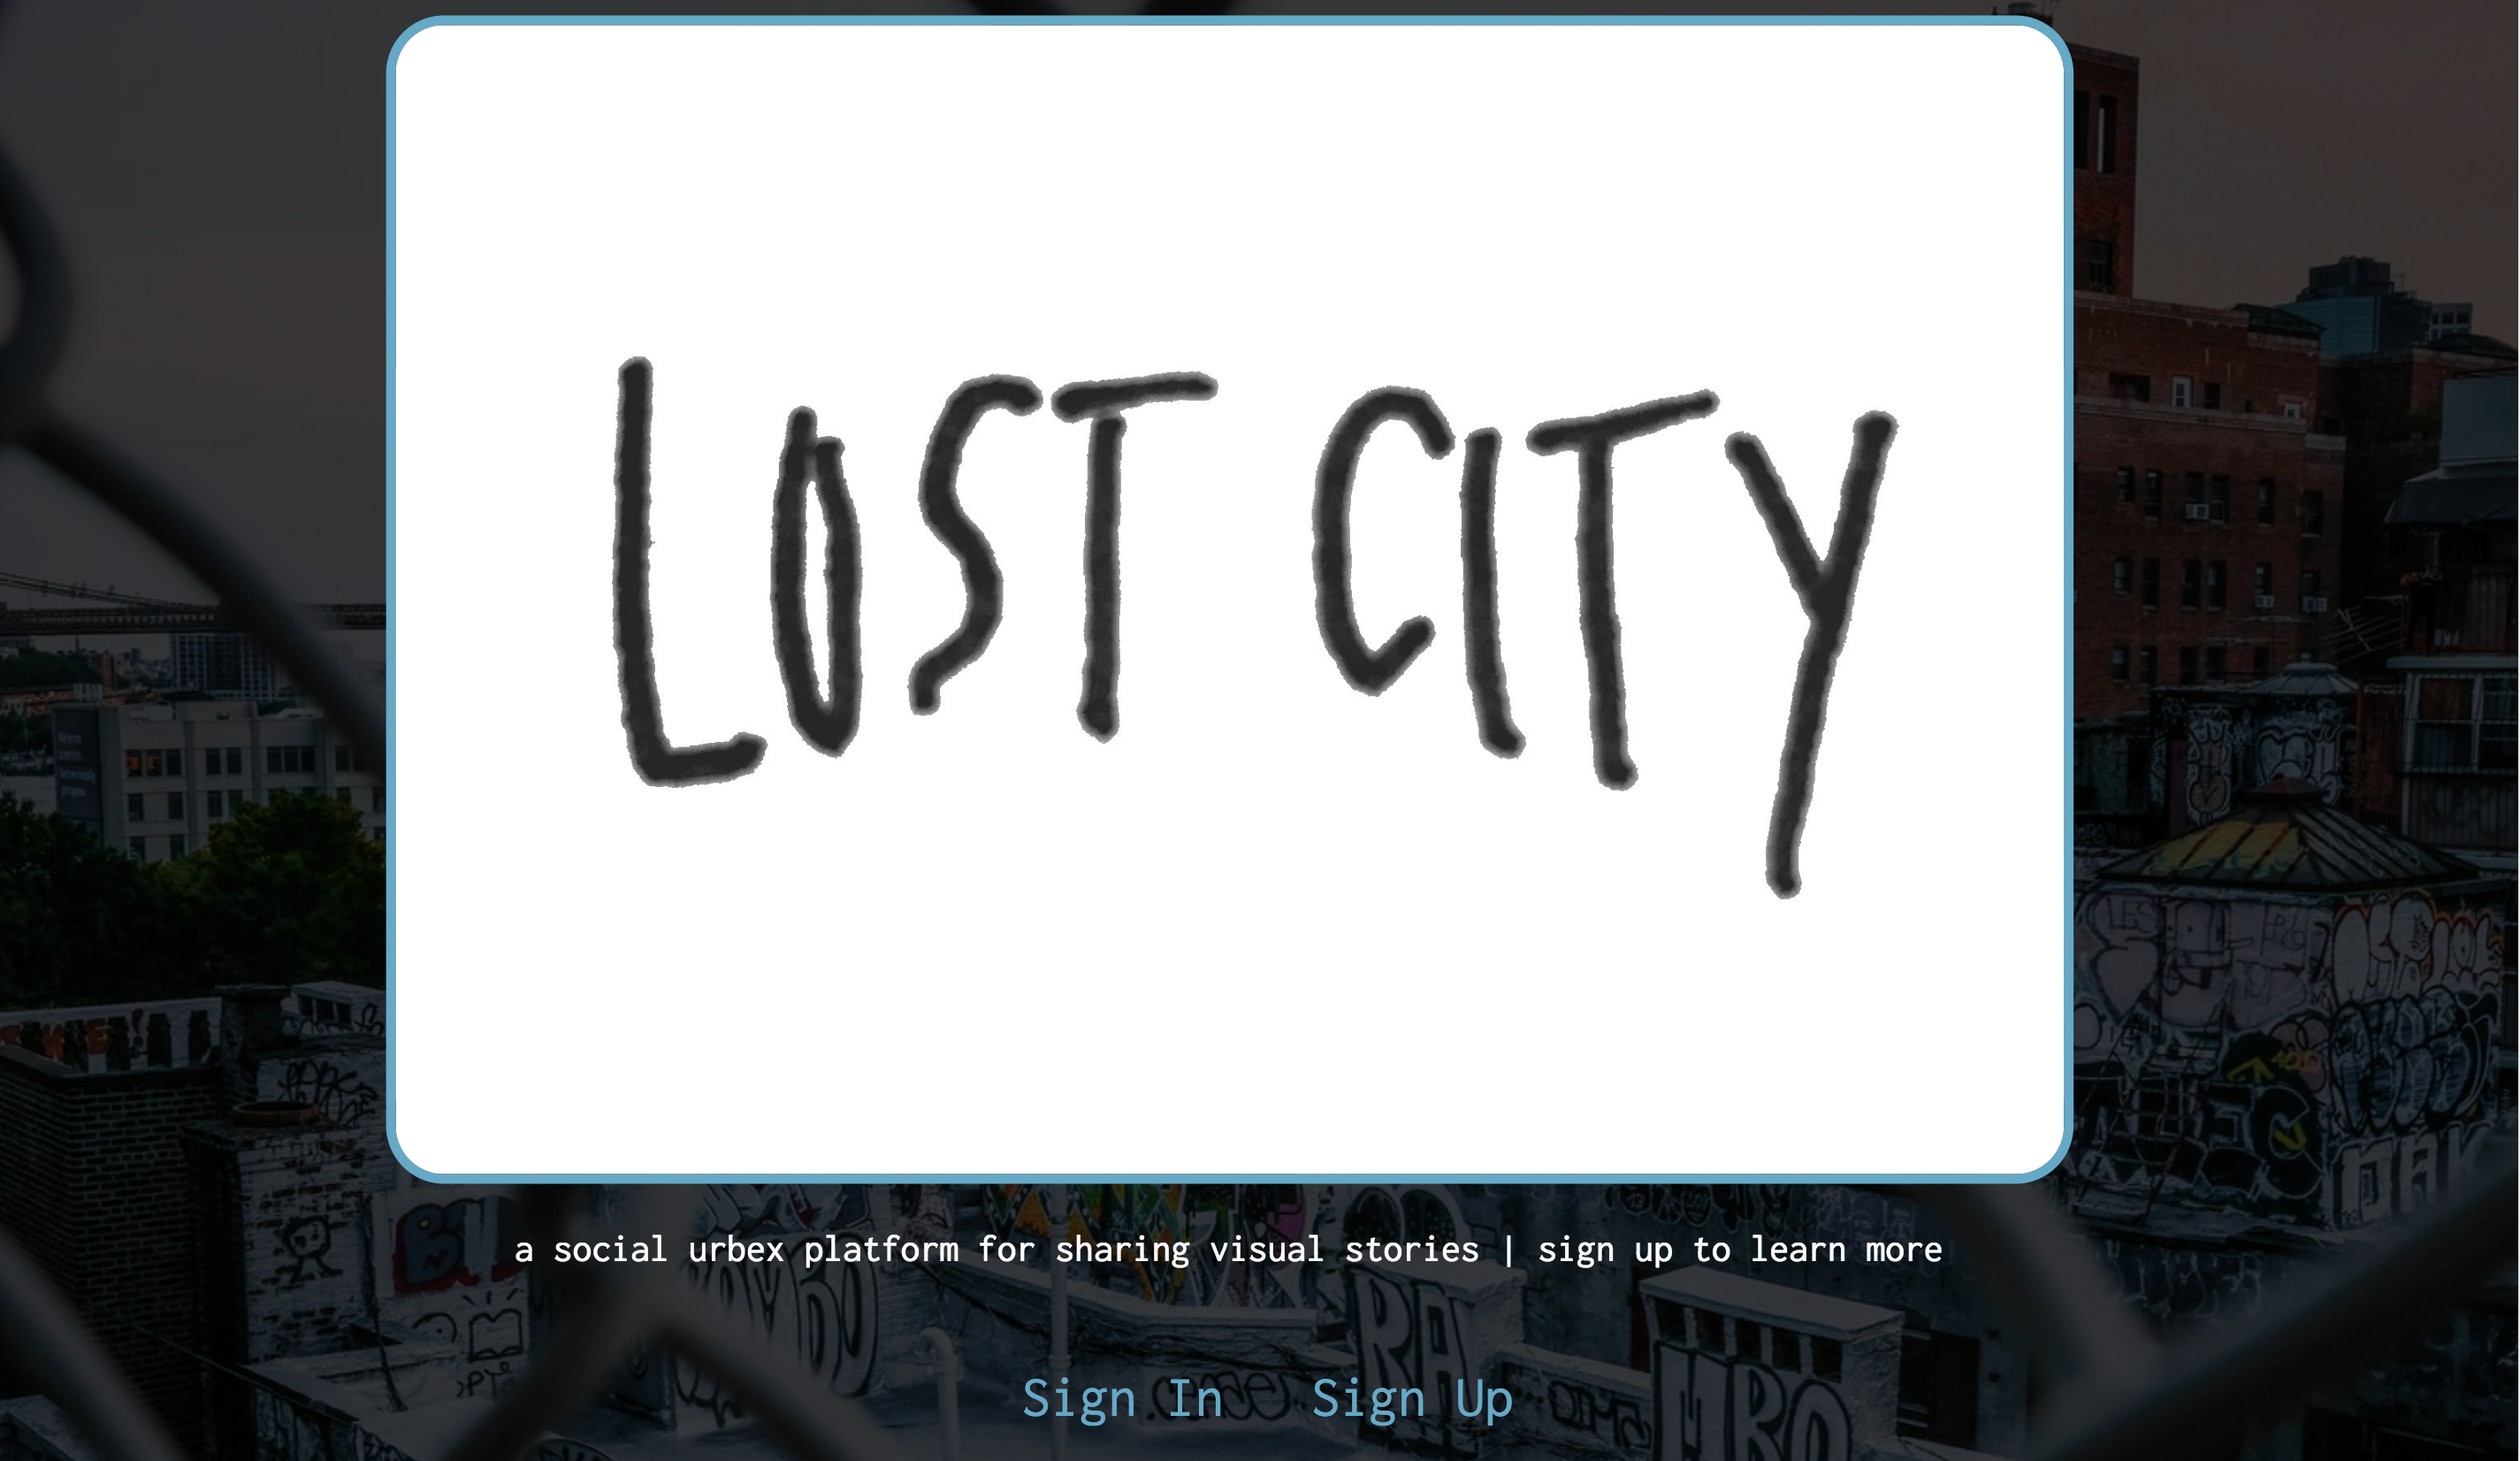 LOST CITY
a social urbex platform for sharing visual stories | sign up to learn more
Sign In Sign Up